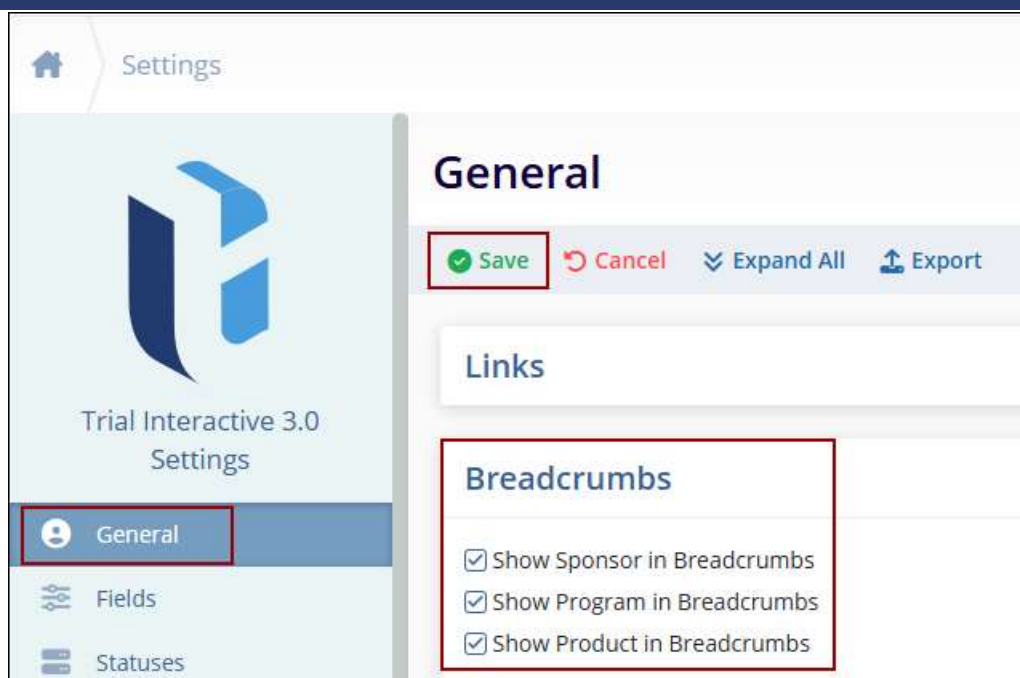 Settings
Trial Interactive 3.0
Settings
General
Fields
Statuses
General
Save Cancel Expand All Export
Links
Breadcrumbs
Show Sponsor in Breadcrumbs
Show Program in Breadcrumbs
Show Product in Breadcrumbs